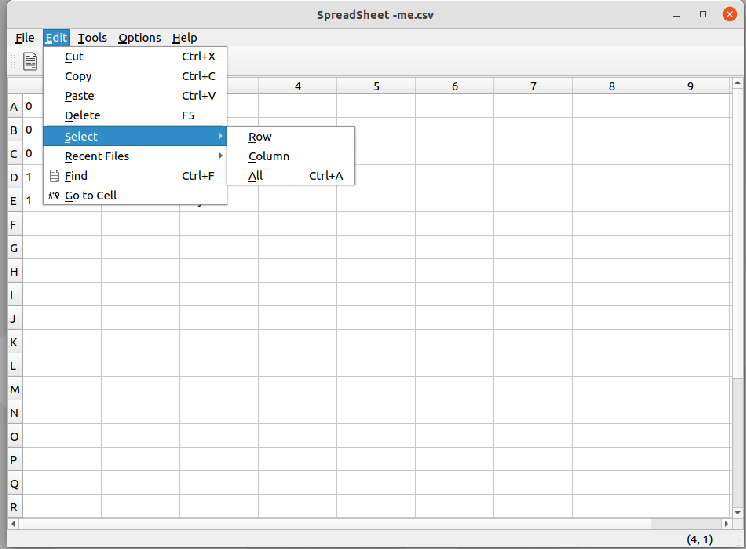 SpreadSheet -me.csv
File Edit Tools Options Help
Cut Ctrl+X
Copy Ctrl+C
Paste Ctrl+V
Delete F5
Select
Recent Files
Find Ctrl+F
Go to Cell
Row
Column
All Ctrl+A
4 5 6 7 8 9
A 0
B 0
C 0
D 1
E 1
F
G
H
I
J
K
L
M
N
O
P
Q
R
(4, 1)